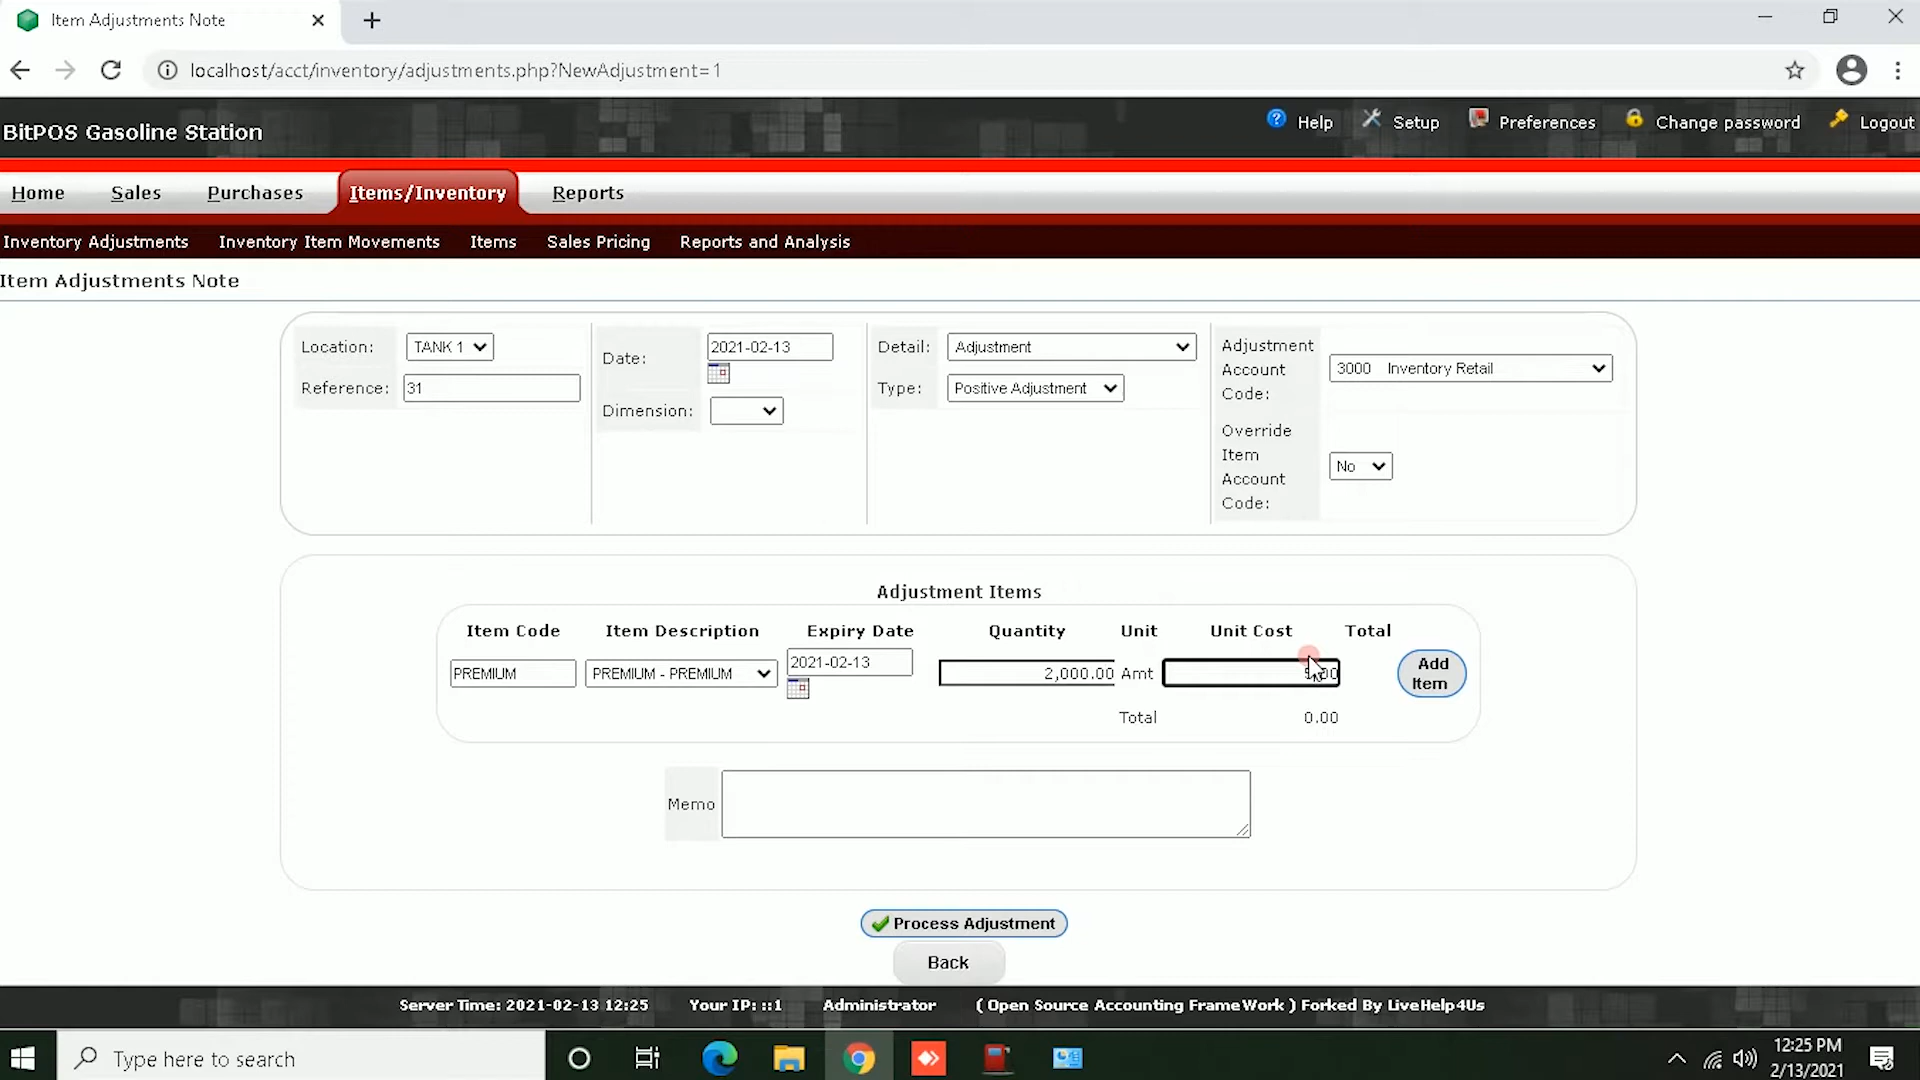 Item Adjustments Note
localhost/acct/inventory/adjustments.php?NewAdjustment=1
BitPOS Gasoline Station
Help
Setup
Preferences
Change password
Logout
Home
Sales
Purchases
Items/Inventory
Reports
Inventory Adjustments
Inventory Item Movements
Items
Sales Pricing
Reports and Analysis
Item Adjustments Note
Location:
TANK 1
Reference:
31
Date:
2021-02-13
Dimension:
Detail:
Adjustment
Type:
Positive Adjustment
Adjustment
Account
Code:
3000 Inventory Retail
Override
Item
Account
Code:
No
Adjustment Items
Item Code
Item Description
Expiry Date
Quantity
Unit
Unit Cost
Total
PREMIUM
PREMIUM - PREMIUM
2021-02-13
2,000.00
Amt
Add
Item
Total
0.00
Memo
Process Adjustment
Back
Server Time: 2021-02-13 12:25
Your IP: ::1
Administrator
( Open Source Accounting FrameWork ) Forked By LiveHelp4Us
Type here to search
12:25 PM
2/13/2021